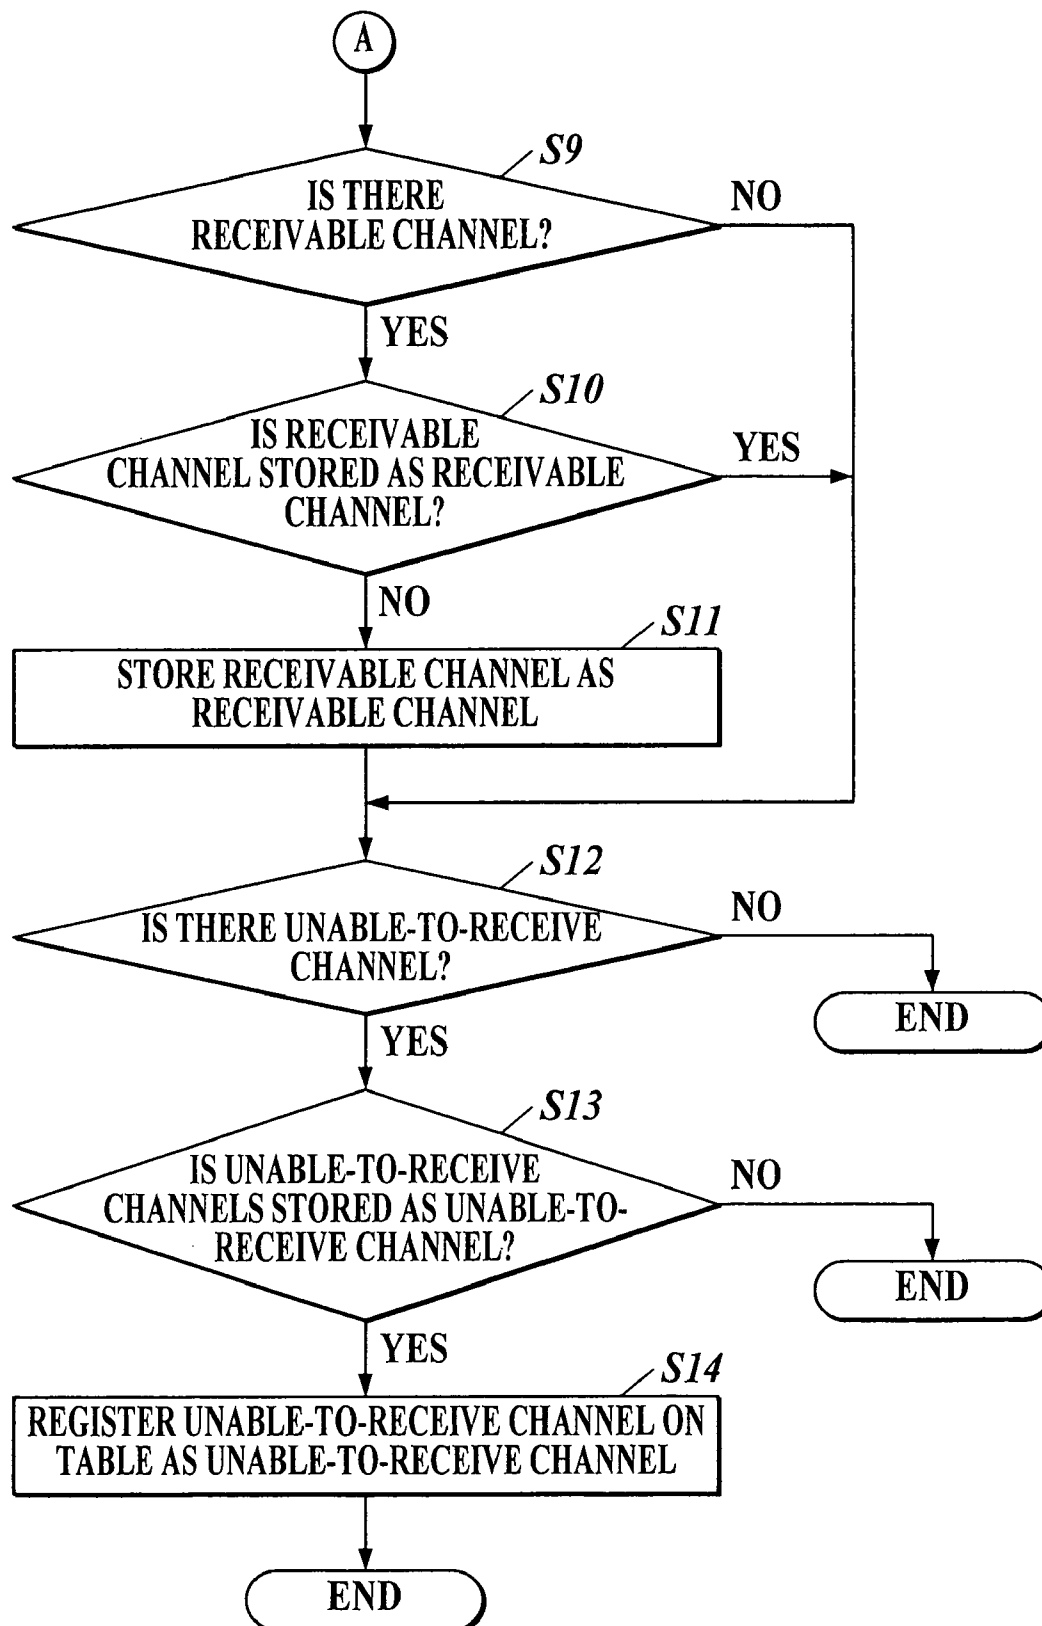 A
S9
IS THERE
RECEIVABLE CHANNEL?
NO
YES
S10
IS RECEIVABLE
CHANNEL STORED AS RECEIVABLE
CHANNEL?
YES
NO
S11
STORE RECEIVABLE CHANNEL AS
RECEIVABLE CHANNEL
S12
IS THERE UNABLE-TO-RECEIVE
CHANNEL?
NO
END
YES
S13
IS UNABLE-TO-RECEIVE
CHANNELS STORED AS UNABLE-TO-
RECEIVE CHANNEL?
NO
END
YES
S14
REGISTER UNABLE-TO-RECEIVE CHANNEL ON
TABLE AS UNABLE-TO-RECEIVE CHANNEL
END